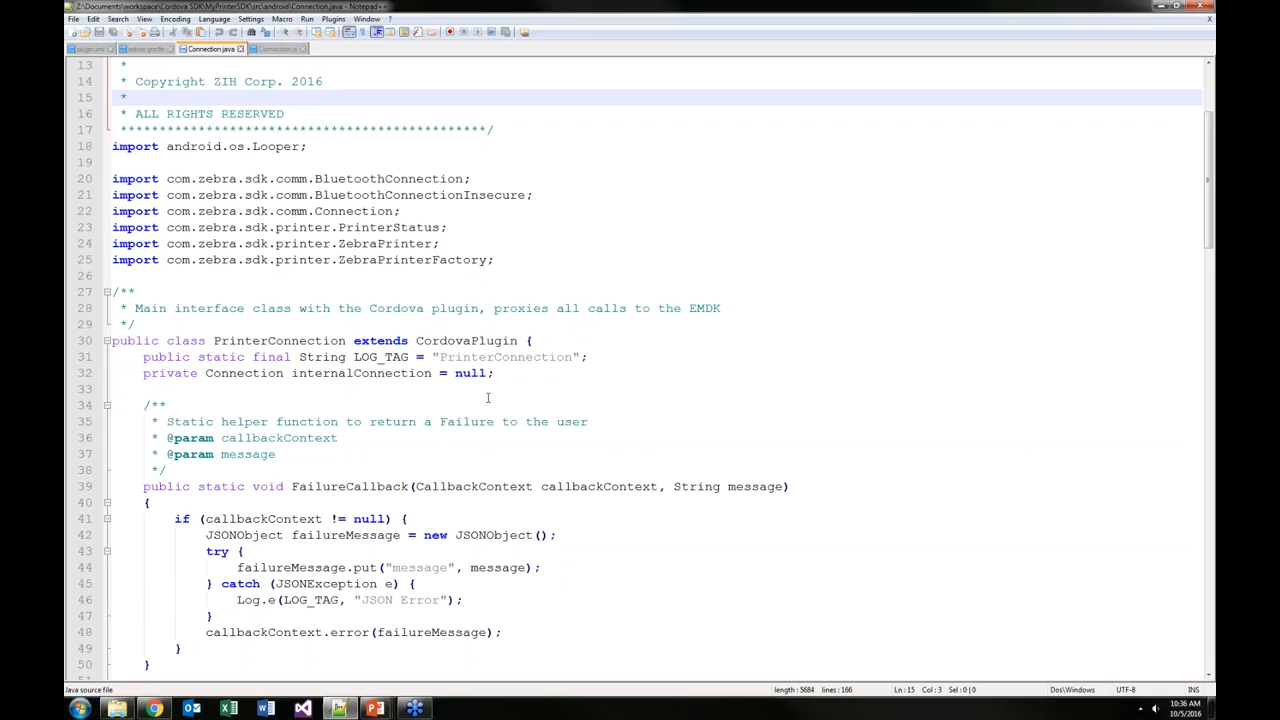 Z:\Documents\workspace\Cordova SDK\MyPrinterSDK\src\android\Connection.java - Notepad++
File Edit Search View Encoding Language Settings Macro Run Plugins Window ?
X
plugin.xml extras.gradle Connection.java Connection.js
13 *
14 * Copyright ZIH Corp. 2016
15 *
16 * ALL RIGHTS RESERVED
17 ***********************************************/
18 import android.os.Looper;
19
20 import com.zebra.sdk.comm.BluetoothConnection;
21 import com.zebra.sdk.comm.BluetoothConnectionInsecure;
22 import com.zebra.sdk.comm.Connection;
23 import com.zebra.sdk.printer.PrinterStatus;
24 import com.zebra.sdk.printer.ZebraPrinter;
25 import com.zebra.sdk.printer.ZebraPrinterFactory;
26
27 /**
28 * Main interface class with the Cordova plugin, proxies all calls to the EMDK
29 */
30 public class PrinterConnection extends CordovaPlugin {
31 public static final String LOG_TAG = "PrinterConnection";
32 private Connection internalConnection = null;
33
34 /**
35 * Static helper function to return a Failure to the user
36 * @param callbackContext
37 * @param message
38 */
39 public static void FailureCallback(CallbackContext callbackContext, String message)
40 {
41 if (callbackContext != null) {
42 JSONObject failureMessage = new JSONObject();
43 try {
44 failureMessage.put("message", message);
45 } catch (JSONException e) {
46 Log.e(LOG_TAG, "JSON Error");
47 }
48 callbackContext.error(failureMessage);
49 }
50 }
Java source file length : 5684 lines : 166 Ln : 15 Col : 3 Sel : 0 | 0 Dos\Windows UTF-8 INS
10:36 AM
10/5/2016